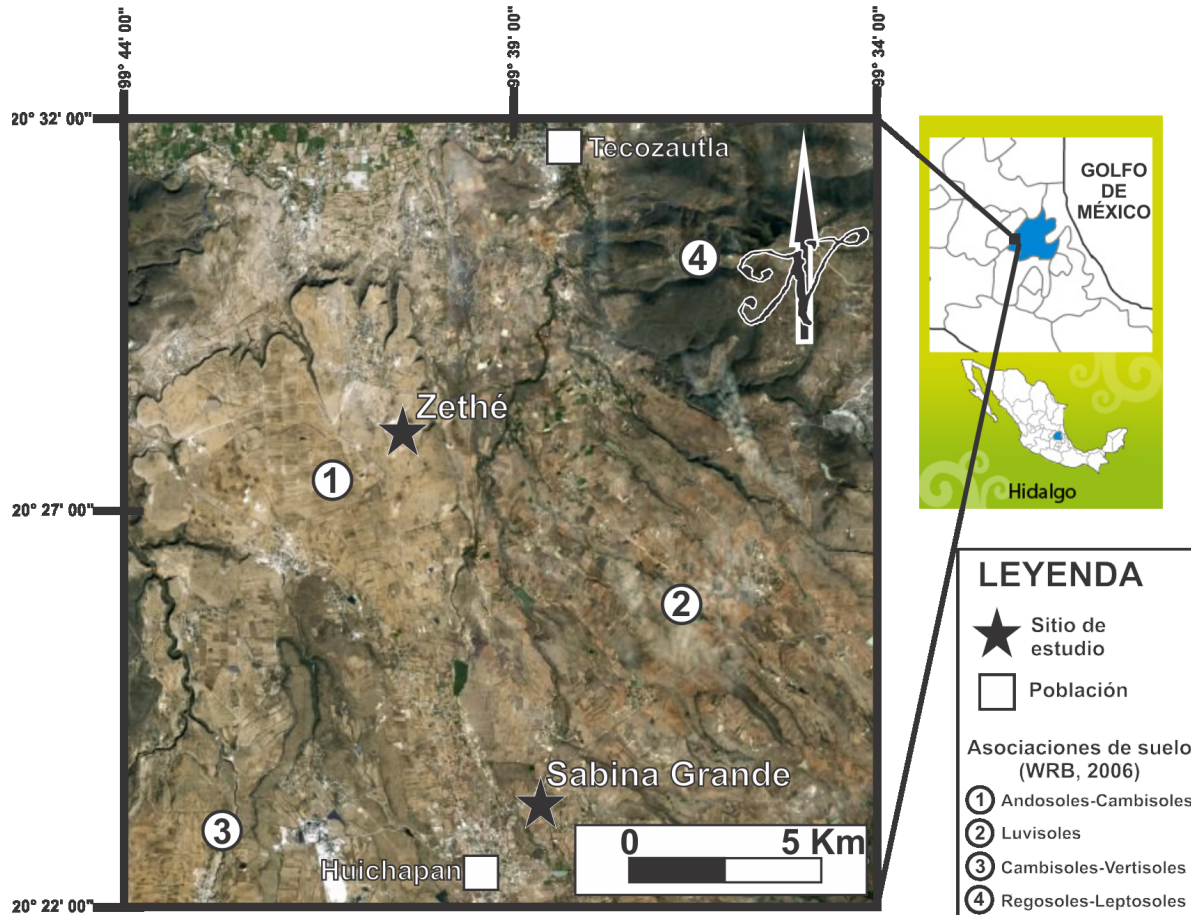 99° 44' 00"
99° 39' 00"
99° 34' 00"
20° 32' 00"
Tecozautla
GOLFO
DE
MÉXICO
4
N
Zethé
1
20° 27' 00"
Hidalgo
2
LEYENDA
Sitio de
estudio
Población
Asociaciones de suelo
(WRB, 2006)
1 Andosoles-Cambisoles
2 Luvisoles
3 Cambisoles-Vertisoles
4 Regosoles-Leptosoles
Sabina Grande
3
0 5 Km
Huichapan
20° 22' 00"